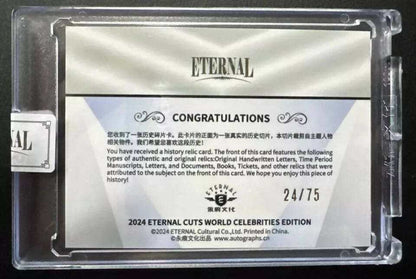 ETERNAL
CONGRATULATIONS
您收到了一张历史碎片卡。此卡片的正面为一张真实的历史切片，本切片裁剪自主题人物
相关物件。我们希望您喜欢这段历史！
You have received a history relic card. The front of this card features the following
types of authentic and original relics:Original Handwritten Letters, Time Period
Manuscripts, Letters, and Documents, Books, Tickets, and other relics that were
attributed to the subject on the front of this card. We hope you enjoy this piece of
history!
ETERNAL
永痕文化
24/75
2024 ETERNAL CUTS WORLD CELEBRITIES EDITION
©2024 ETERNAL Cultural Co., Ltd. Printed in China.
©永痕文化出品 www.autographs.cn
NAL